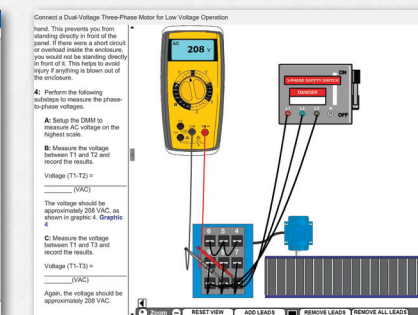 Connect a Dual-Voltage Three-Phase Motor for Low Voltage Operation
hand. This prevents you from
standing directly in front of the
panel. If there were a short circuit
or overload inside the enclosure,
you would not be standing directly
in front of it. This helps to avoid
injury if anything is blown out of
the enclosure.
4: Perform the following
substeps to measure the phase-
to-phase voltages.
A: Setup the DMM to
measure AC voltage on the
highest scale.
B: Measure the voltage
between T1 and T2 and
record the results.
Voltage (T1-T2) =
(VAC)
The voltage should be
approximately 208 VAC, as
shown in graphic 4. Graphic
4
C: Measure the voltage
between T1 and T3 and
record the results.
Voltage (T1-T3) =
(VAC)
Again, the voltage should be
approximately 208 VAC.
AC
208 V
3-PHASE SAFETY SWITCH
DANGER
ON
OFF
L1 L2 L3 N
6 5 4
Zoom
RESET VIEW
ADD LEADS
REMOVE LEADS
REMOVE ALL LEADS